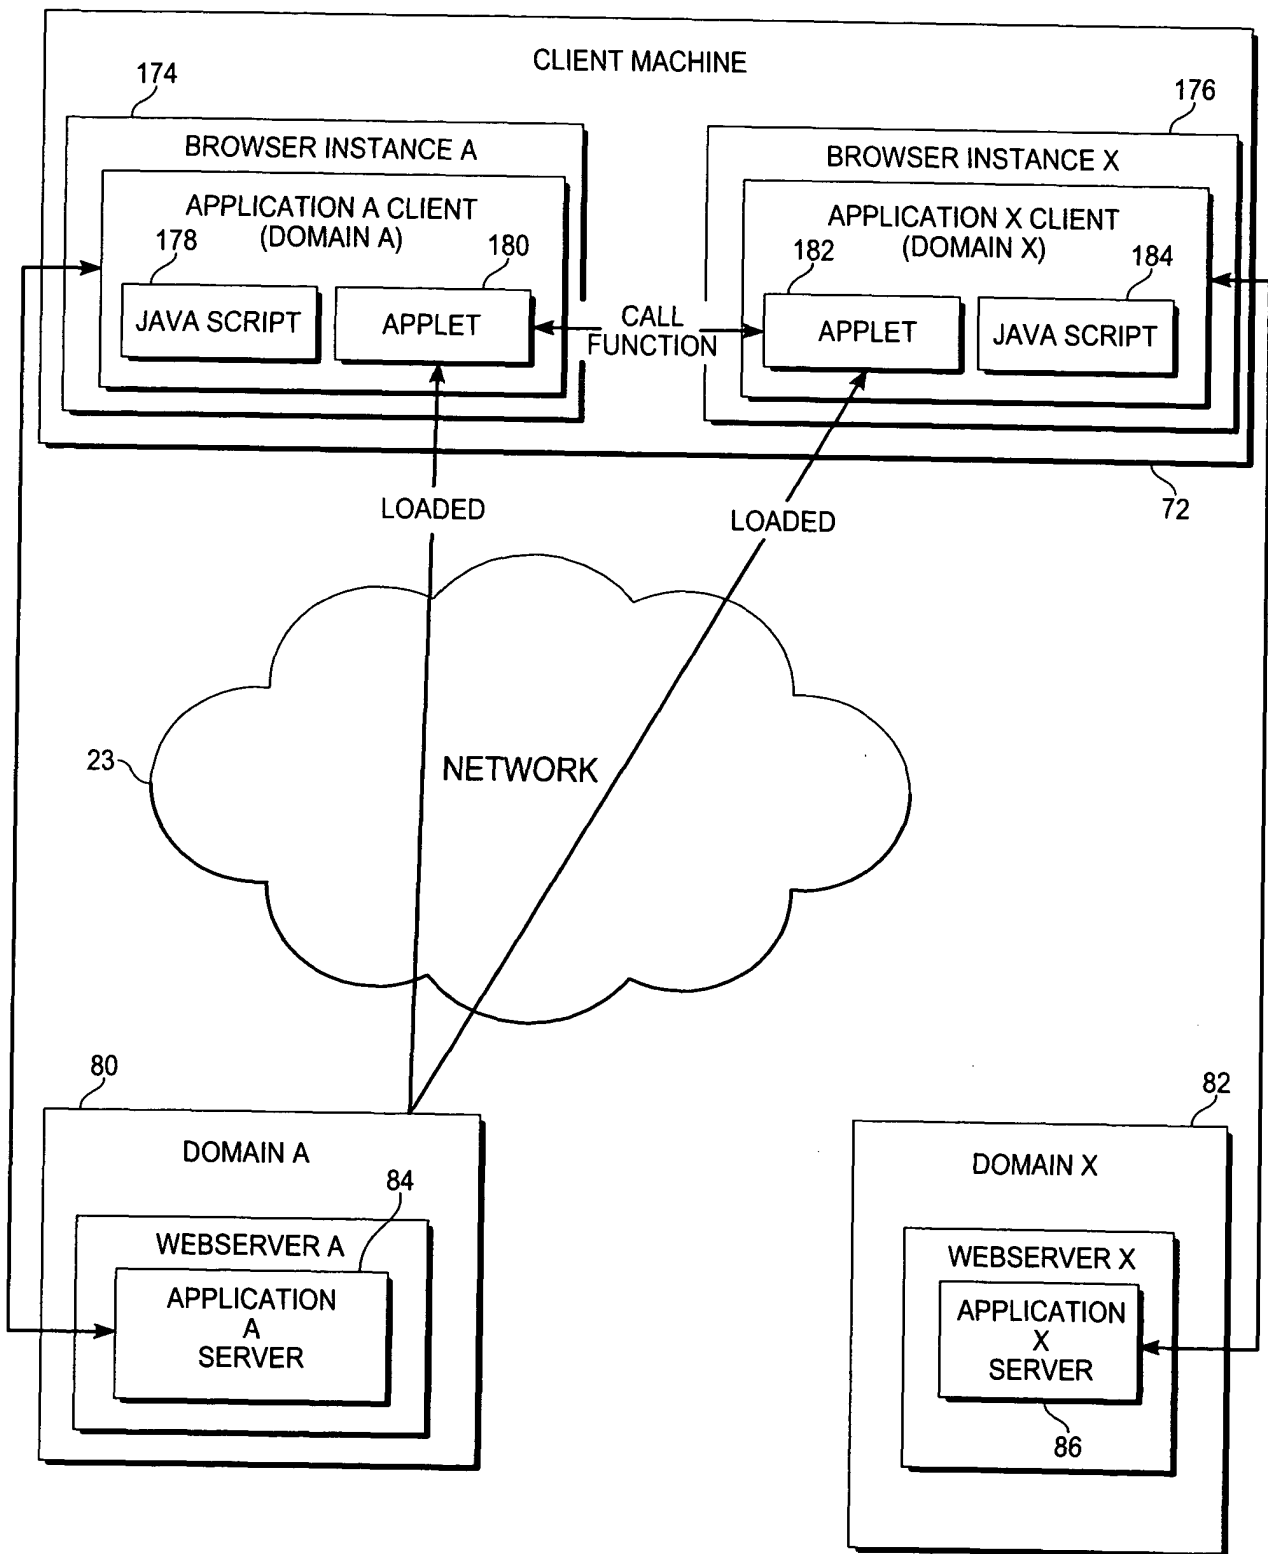 CLIENT MACHINE
174
176
BROWSER INSTANCE A
BROWSER INSTANCE X
APPLICATION A CLIENT
(DOMAIN A)
APPLICATION X CLIENT
(DOMAIN X)
178
180
182
184
JAVA SCRIPT
APPLET
CALL
FUNCTION
APPLET
JAVA SCRIPT
72
LOADED
LOADED
23
NETWORK
80
82
DOMAIN A
DOMAIN X
84
WEBSERVER A
WEBSERVER X
APPLICATION
A
SERVER
APPLICATION
X
SERVER
86